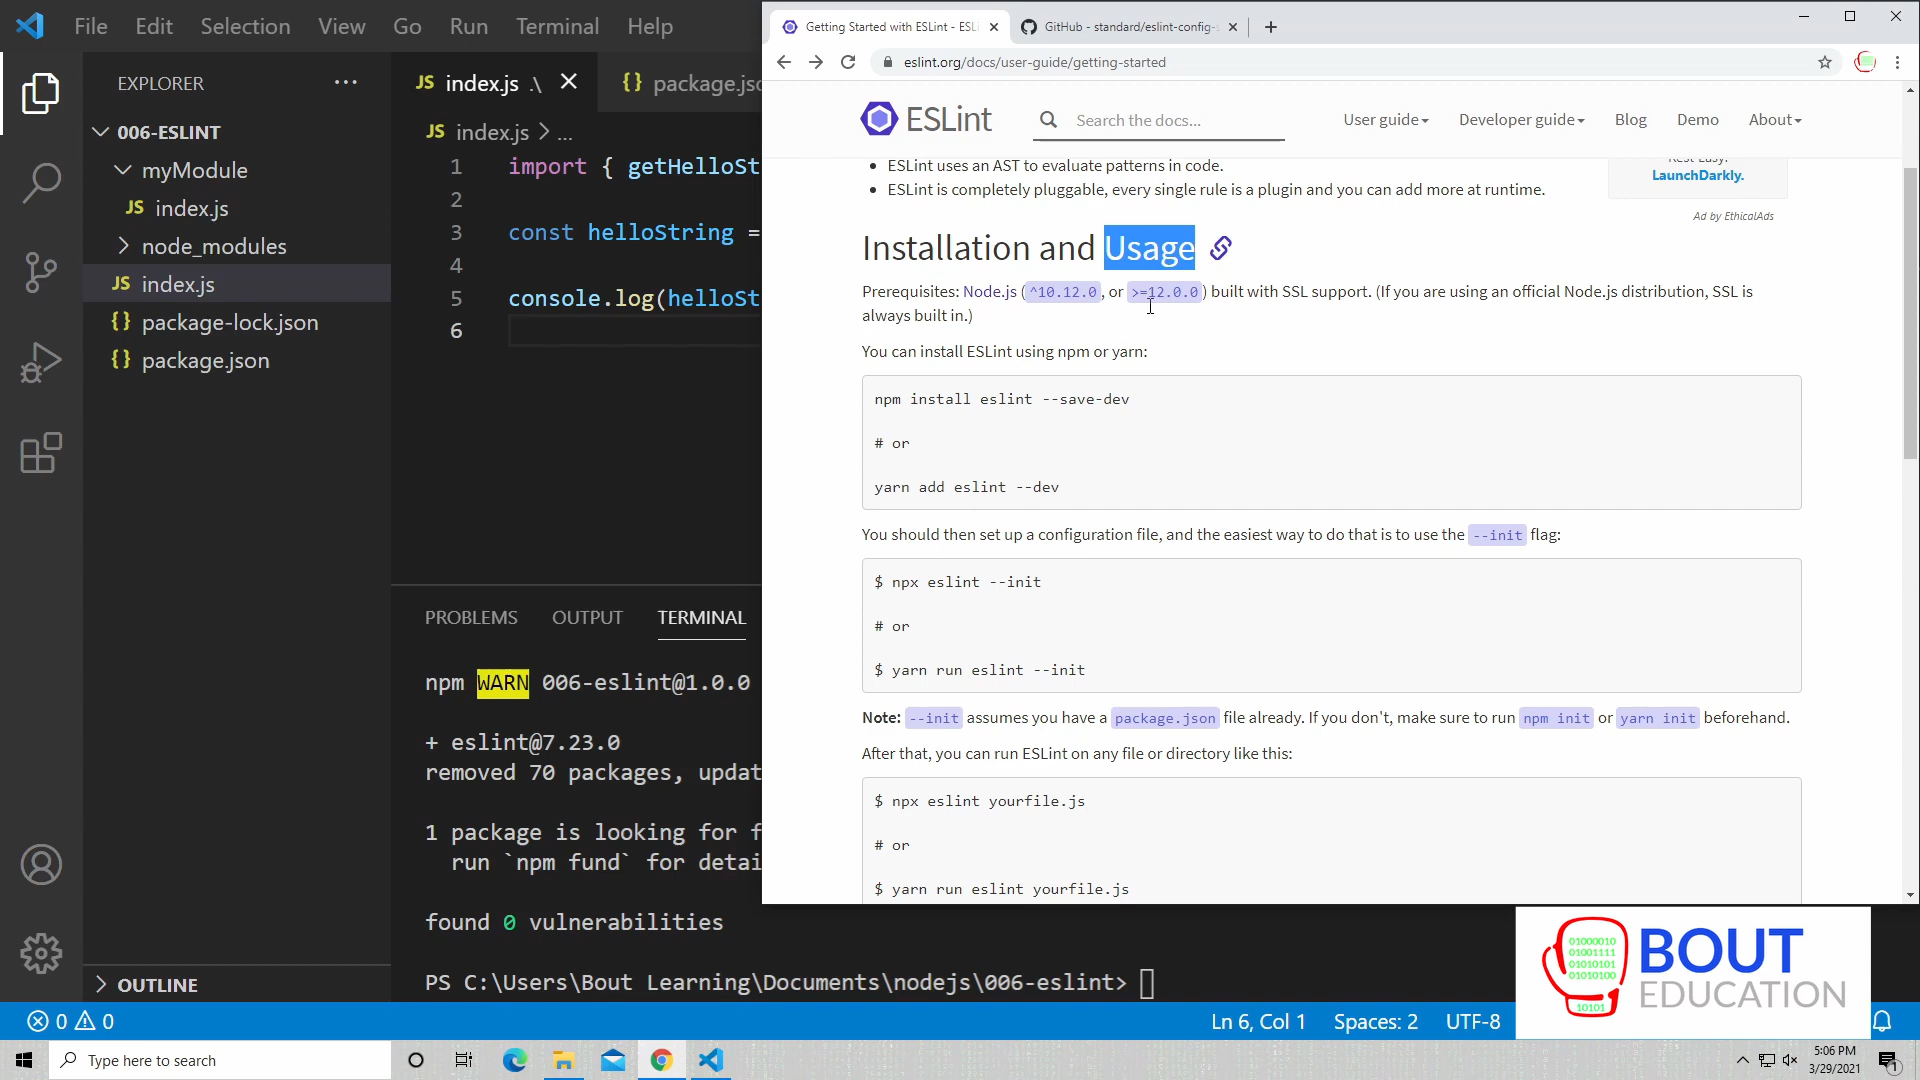 File Edit Selection View Go Run Terminal Help
EXPLORER
006-ESLINT
myModule
JS index.js
node_modules
JS index.js
{} package-lock.json
{} package.json
OUTLINE
JS index.js .\
{} package.jso
JS index.js > ...
1 import { getHelloSt
2
3 const helloString =
4
5 console.log(helloSt
6
PROBLEMS OUTPUT TERMINAL
npm WARN 006-eslint@1.0.0
+ eslint@7.23.0
removed 70 packages, updat
1 package is looking for f
run `npm fund` for detai
found 0 vulnerabilities
PS C:\Users\Bout Learning\Documents\nodejs\006-eslint>
Getting Started with ESLint - ESL
GitHub - standard/eslint-config-s
eslint.org/docs/user-guide/getting-started
ESLint
Search the docs...
User guide Developer guide Blog Demo About
ESLint uses an AST to evaluate patterns in code.
ESLint is completely pluggable, every single rule is a plugin and you can add more at runtime.
Rest Easy.
LaunchDarkly.
Ad by EthicalAds
Installation and Usage
Prerequisites: Node.js (^10.12.0, or >=12.0.0) built with SSL support. (If you are using an official Node.js distribution, SSL is
always built in.)
You can install ESLint using npm or yarn:
npm install eslint --save-dev
# or
yarn add eslint --dev
You should then set up a configuration file, and the easiest way to do that is to use the --init flag:
$ npx eslint --init
# or
$ yarn run eslint --init
Note: --init assumes you have a package.json file already. If you don't, make sure to run npm init or yarn init beforehand.
After that, you can run ESLint on any file or directory like this:
$ npx eslint yourfile.js
# or
$ yarn run eslint yourfile.js
01000010
01001111
01010101
01010100
10101
BOUT
EDUCATION
0 0
Ln 6, Col 1 Spaces: 2 UTF-8
Type here to search
5:06 PM
3/29/2021
1